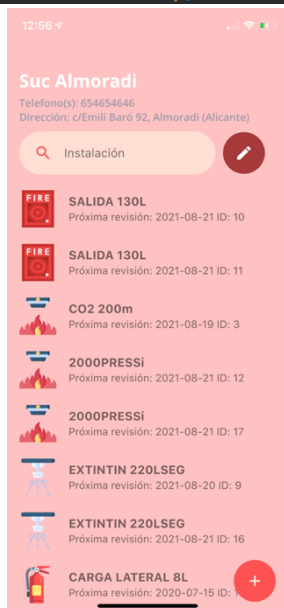 12:56
Suc Almoradi
Telefono(s): 654654646
Dirección: c/Emili Baró 92, Almoradi (Alicante)
Instalación
FIRE
SALIDA 130L
Próxima revisión: 2021-08-21 ID: 10
FIRE
SALIDA 130L
Próxima revisión: 2021-08-21 ID: 11
CO2 200m
Próxima revisión: 2021-08-19 ID: 3
2000PRESSi
Próxima revisión: 2021-08-21 ID: 12
2000PRESSi
Próxima revisión: 2021-08-21 ID: 17
EXTINTIN 220LSEG
Próxima revisión: 2021-08-20 ID: 9
EXTINTIN 220LSEG
Próxima revisión: 2021-08-21 ID: 16
CARGA LATERAL 8L
Próxima revisión: 2020-07-15 ID: